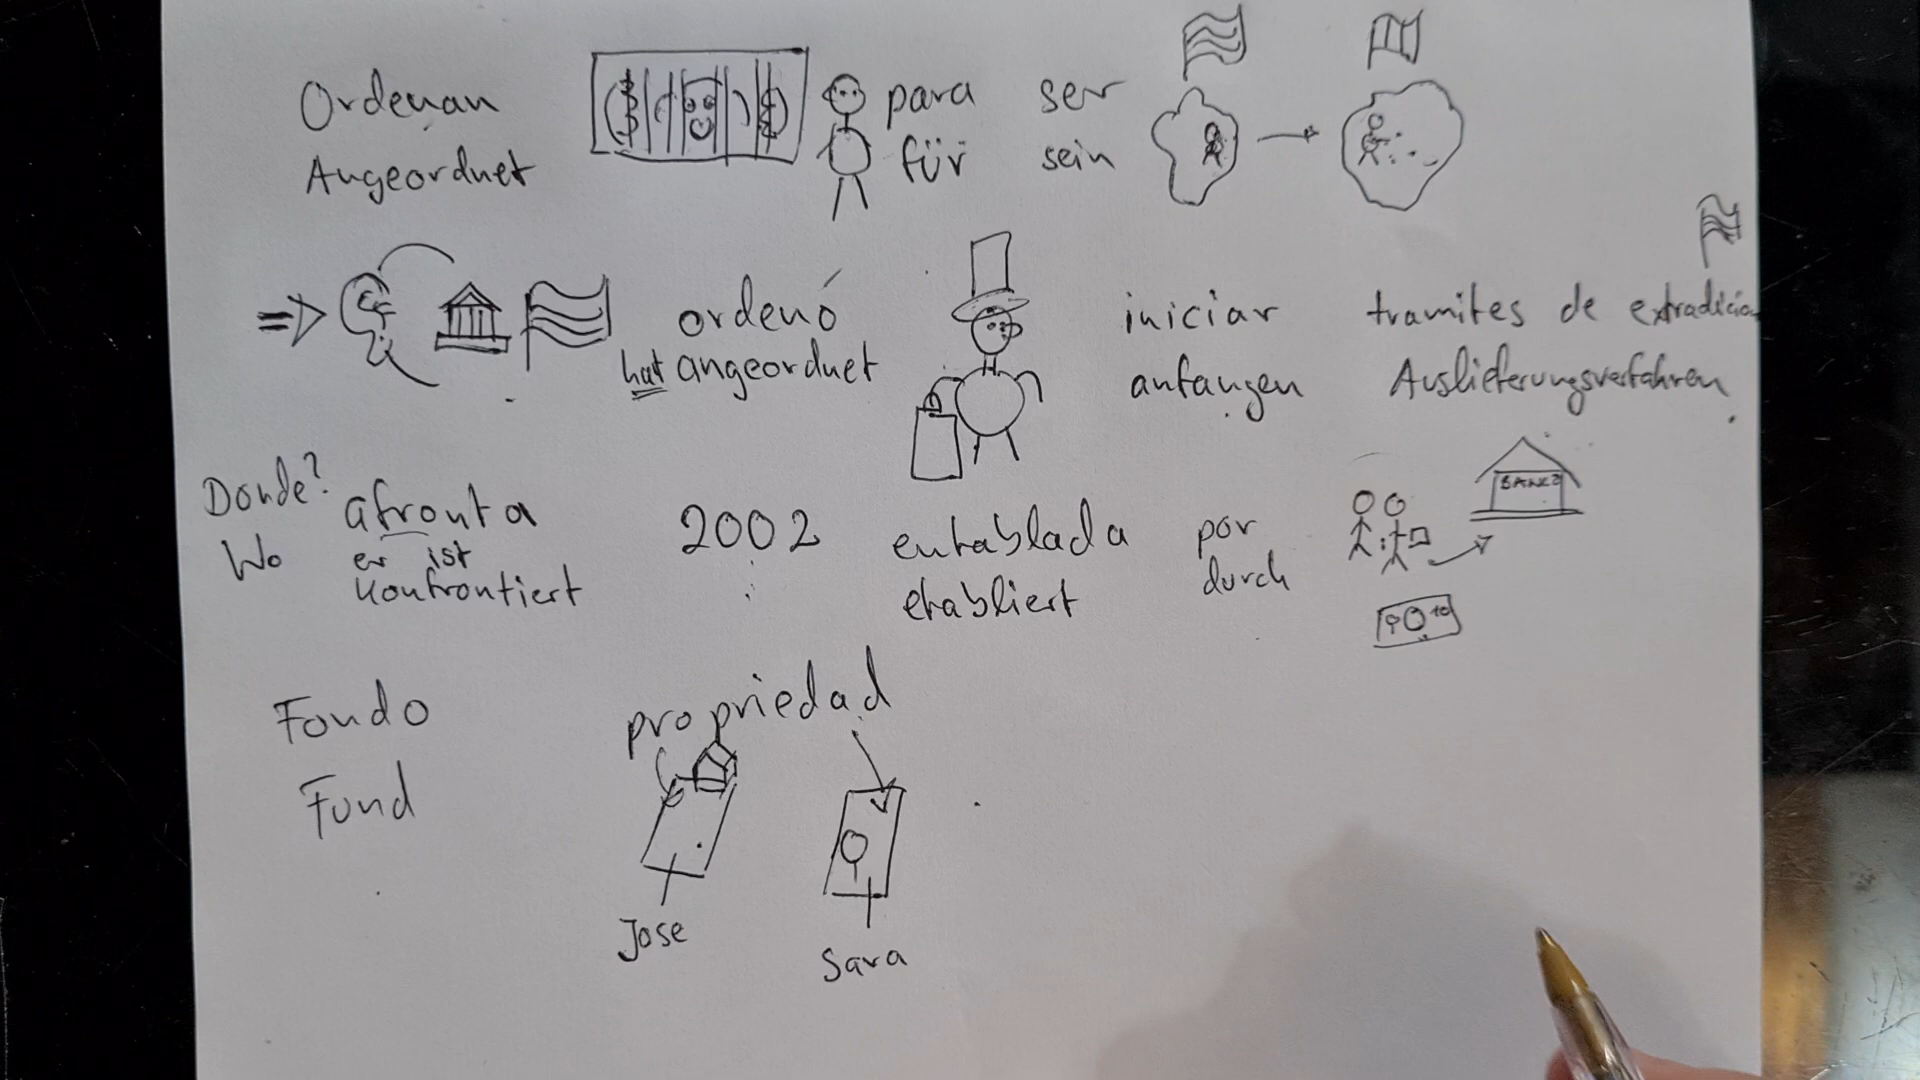 Ordenan para ser
Angeordnet für sein
ordenó iniciar tramites de extradición
hat angeordnet anfangen Auslieferungsverfahren
Donde? afronta 2002 entablada por BANCO
Wo er ist konfrontiert etabliert durch
10
Fondo propriedad
Fund
Jose Sara